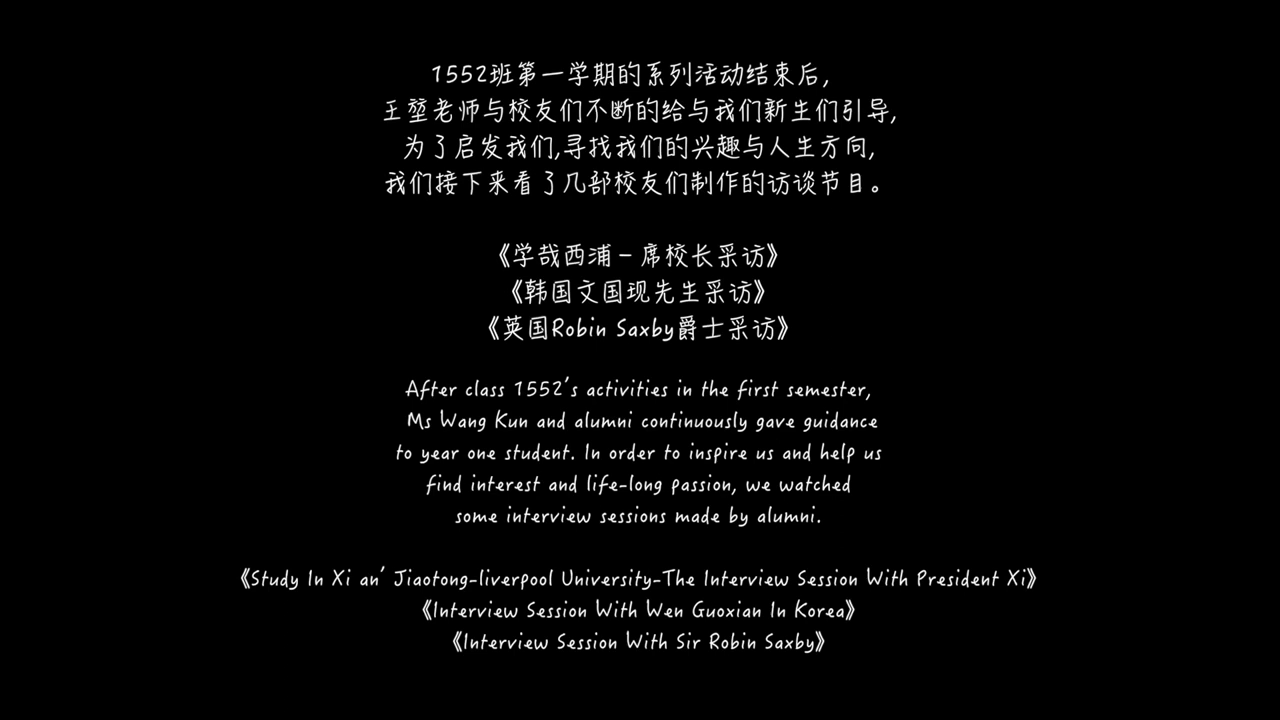 1552班第一学期的系列活动结束后,
王堃老师与校友们不断的给与我们新生们引导,
为了启发我们,寻找我们的兴趣与人生方向,
我们接下来看了几部校友们制作的访谈节目。
《学哉西浦－席校长采访》
《韩国文国现先生采访》
《英国Robin Saxby爵士采访》
After class 1552's activities in the first semester,
Ms Wang Kun and alumni continuously gave guidance
to year one student. In order to inspire us and help us
find interest and life-long passion, we watched
some interview sessions made by alumni.
《Study In Xi an' Jiaotong-liverpool University-The Interview Session With President Xi》
《Interview Session With Wen Guoxian In Korea》
《Interview Session With Sir Robin Saxby》